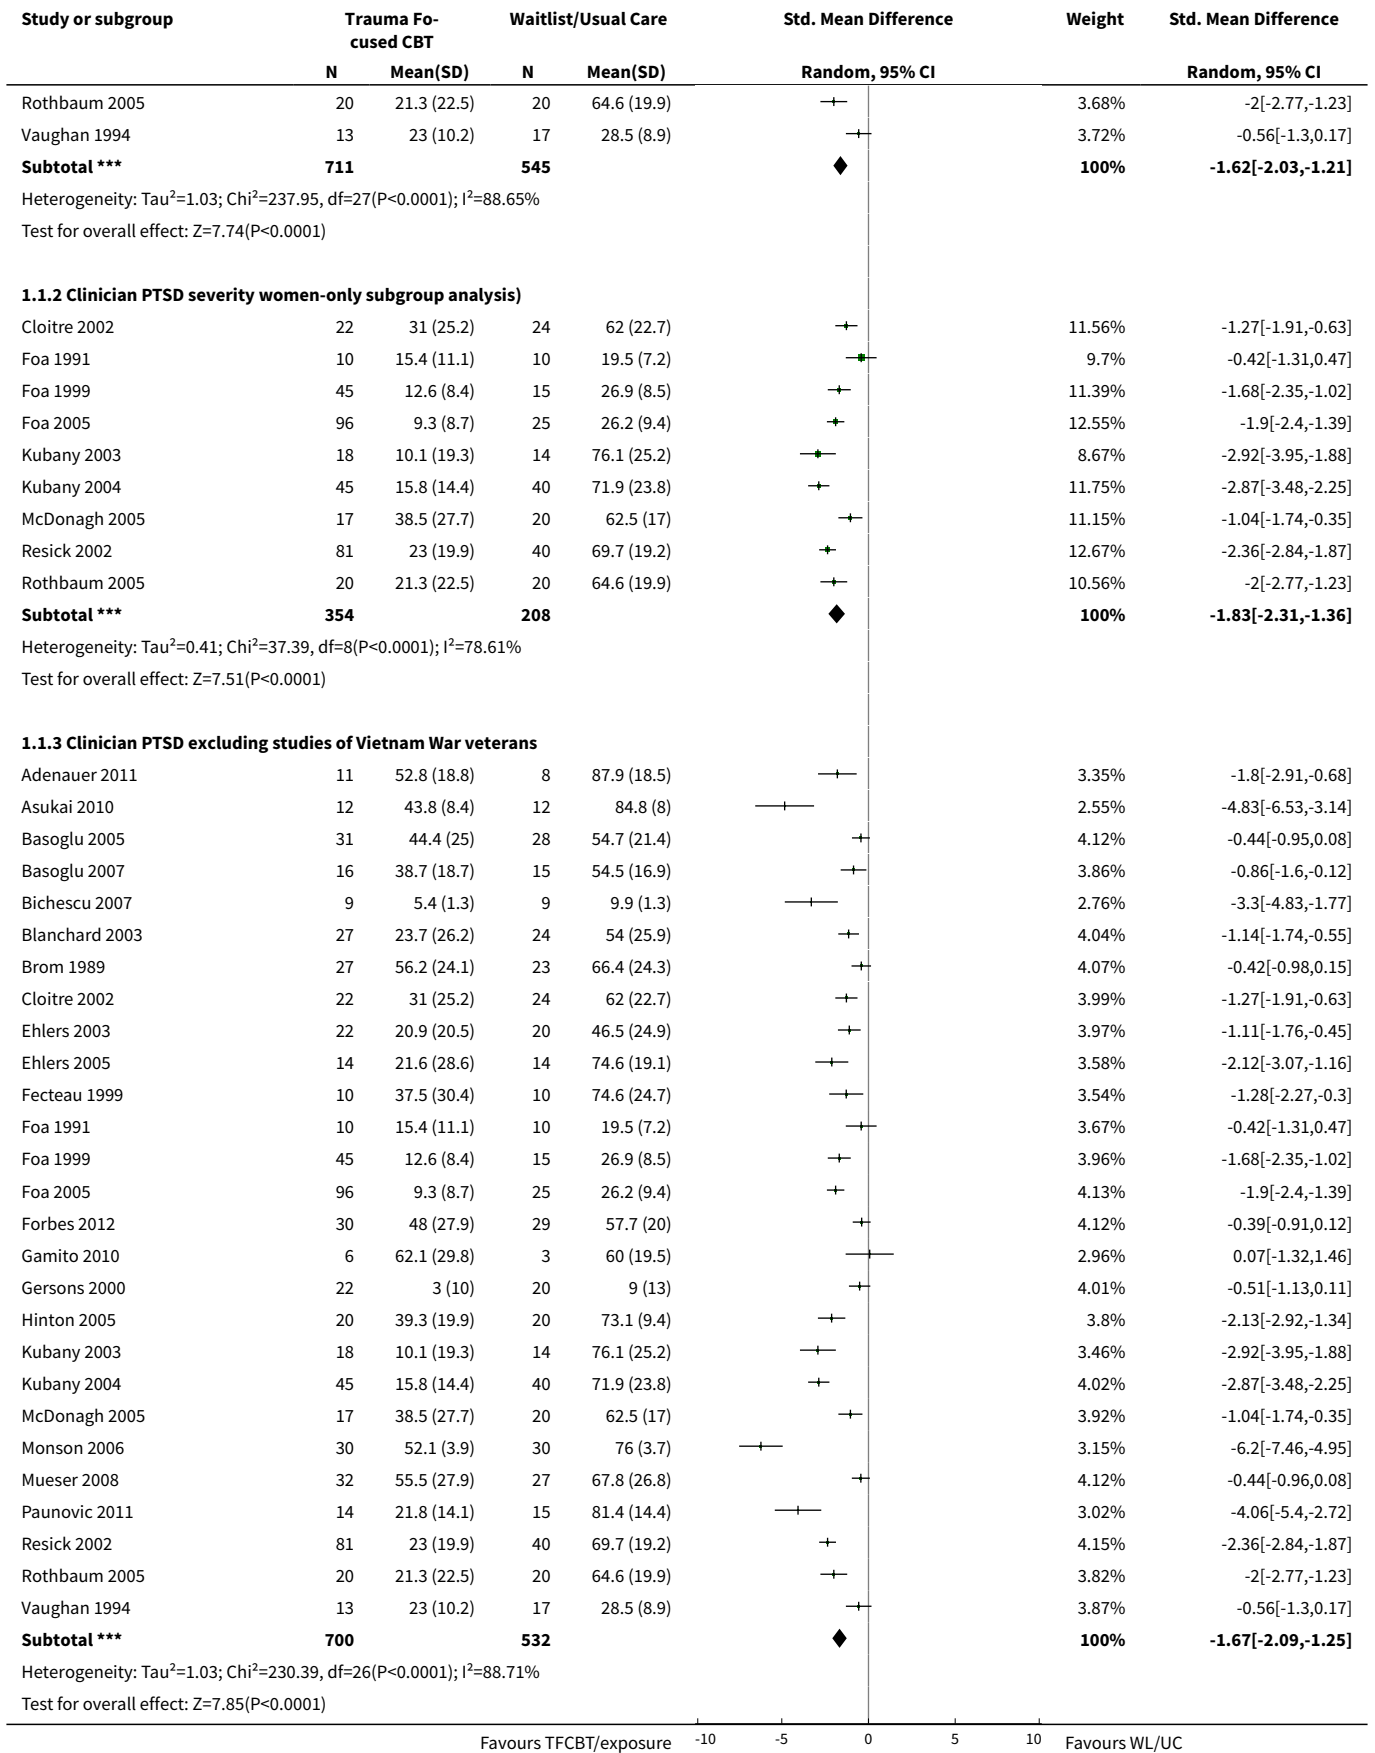 Study or subgroup Trauma Fo- Waitlist/Usual Care Std. Mean Difference Weight Std. Mean Difference
cused CBT
N Mean(SD) N Mean(SD) Random, 95% CI Random, 95% CI
Rothbaum 2005 20 21.3 (22.5) 20 64.6 (19.9) 3.68% -2[-2.77,-1.23]
Vaughan 1994 13 23 (10.2) 17 28.5 (8.9) 3.72% -0.56[-1.3,0.17]
Subtotal *** 711 545 100% -1.62[-2.03,-1.21]
Heterogeneity: Tau²=1.03; Chi²=237.95, df=27(P<0.0001); I²=88.65%
Test for overall effect: Z=7.74(P<0.0001)
1.1.2 Clinician PTSD severity women-only subgroup analysis)
Cloitre 2002 22 31 (25.2) 24 62 (22.7) 11.56% -1.27[-1.91,-0.63]
Foa 1991 10 15.4 (11.1) 10 19.5 (7.2) 9.7% -0.42[-1.31,0.47]
Foa 1999 45 12.6 (8.4) 15 26.9 (8.5) 11.39% -1.68[-2.35,-1.02]
Foa 2005 96 9.3 (8.7) 25 26.2 (9.4) 12.55% -1.9[-2.4,-1.39]
Kubany 2003 18 10.1 (19.3) 14 76.1 (25.2) 8.67% -2.92[-3.95,-1.88]
Kubany 2004 45 15.8 (14.4) 40 71.9 (23.8) 11.75% -2.87[-3.48,-2.25]
McDonagh 2005 17 38.5 (27.7) 20 62.5 (17) 11.15% -1.04[-1.74,-0.35]
Resick 2002 81 23 (19.9) 40 69.7 (19.2) 12.67% -2.36[-2.84,-1.87]
Rothbaum 2005 20 21.3 (22.5) 20 64.6 (19.9) 10.56% -2[-2.77,-1.23]
Subtotal *** 354 208 100% -1.83[-2.31,-1.36]
Heterogeneity: Tau²=0.41; Chi²=37.39, df=8(P<0.0001); I²=78.61%
Test for overall effect: Z=7.51(P<0.0001)
1.1.3 Clinician PTSD excluding studies of Vietnam War veterans
Adenauer 2011 11 52.8 (18.8) 8 87.9 (18.5) 3.35% -1.8[-2.91,-0.68]
Asukai 2010 12 43.8 (8.4) 12 84.8 (8) 2.55% -4.83[-6.53,-3.14]
Basoglu 2005 31 44.4 (25) 28 54.7 (21.4) 4.12% -0.44[-0.95,0.08]
Basoglu 2007 16 38.7 (18.7) 15 54.5 (16.9) 3.86% -0.86[-1.6,-0.12]
Bichescu 2007 9 5.4 (1.3) 9 9.9 (1.3) 2.76% -3.3[-4.83,-1.77]
Blanchard 2003 27 23.7 (26.2) 24 54 (25.9) 4.04% -1.14[-1.74,-0.55]
Brom 1989 27 56.2 (24.1) 23 66.4 (24.3) 4.07% -0.42[-0.98,0.15]
Cloitre 2002 22 31 (25.2) 24 62 (22.7) 3.99% -1.27[-1.91,-0.63]
Ehlers 2003 22 20.9 (20.5) 20 46.5 (24.9) 3.97% -1.11[-1.76,-0.45]
Ehlers 2005 14 21.6 (28.6) 14 74.6 (19.1) 3.58% -2.12[-3.07,-1.16]
Fecteau 1999 10 37.5 (30.4) 10 74.6 (24.7) 3.54% -1.28[-2.27,-0.3]
Foa 1991 10 15.4 (11.1) 10 19.5 (7.2) 3.67% -0.42[-1.31,0.47]
Foa 1999 45 12.6 (8.4) 15 26.9 (8.5) 3.96% -1.68[-2.35,-1.02]
Foa 2005 96 9.3 (8.7) 25 26.2 (9.4) 4.13% -1.9[-2.4,-1.39]
Forbes 2012 30 48 (27.9) 29 57.7 (20) 4.12% -0.39[-0.91,0.12]
Gamito 2010 6 62.1 (29.8) 3 60 (19.5) 2.96% 0.07[-1.32,1.46]
Gersons 2000 22 3 (10) 20 9 (13) 4.01% -0.51[-1.13,0.11]
Hinton 2005 20 39.3 (19.9) 20 73.1 (9.4) 3.8% -2.13[-2.92,-1.34]
Kubany 2003 18 10.1 (19.3) 14 76.1 (25.2) 3.46% -2.92[-3.95,-1.88]
Kubany 2004 45 15.8 (14.4) 40 71.9 (23.8) 4.02% -2.87[-3.48,-2.25]
McDonagh 2005 17 38.5 (27.7) 20 62.5 (17) 3.92% -1.04[-1.74,-0.35]
Monson 2006 30 52.1 (3.9) 30 76 (3.7) 3.15% -6.2[-7.46,-4.95]
Mueser 2008 32 55.5 (27.9) 27 67.8 (26.8) 4.12% -0.44[-0.96,0.08]
Paunovic 2011 14 21.8 (14.1) 15 81.4 (14.4) 3.02% -4.06[-5.4,-2.72]
Resick 2002 81 23 (19.9) 40 69.7 (19.2) 4.15% -2.36[-2.84,-1.87]
Rothbaum 2005 20 21.3 (22.5) 20 64.6 (19.9) 3.82% -2[-2.77,-1.23]
Vaughan 1994 13 23 (10.2) 17 28.5 (8.9) 3.87% -0.56[-1.3,0.17]
Subtotal *** 700 532 100% -1.67[-2.09,-1.25]
Heterogeneity: Tau²=1.03; Chi²=230.39, df=26(P<0.0001); I²=88.71%
Test for overall effect: Z=7.85(P<0.0001)
Favours TFCBT/exposure -10 -5 0 5 10 Favours WL/UC